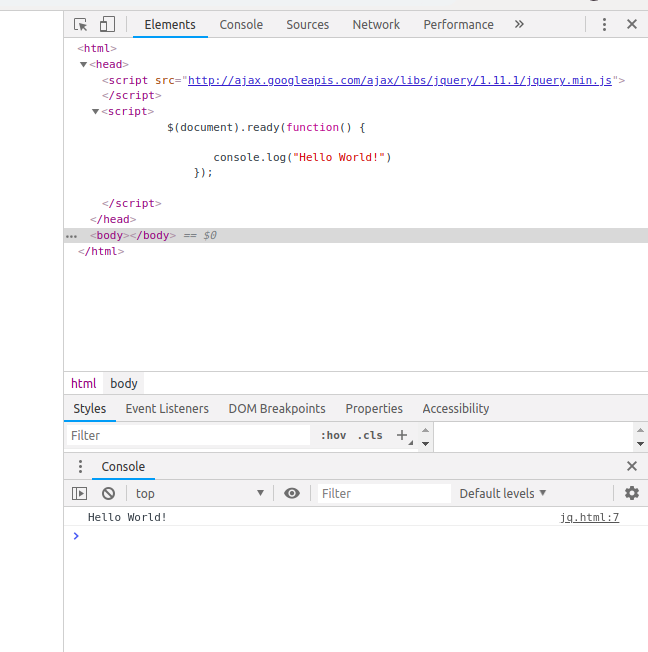 Elements Console Sources Network Performance »
<html>
<head>
<script src="http://ajax.googleapis.com/ajax/libs/jquery/1.11.1/jquery.min.js">
</script>
<script>
$(document).ready(function() {
console.log("Hello World!")
});
</script>
</head>
… <body></body> == $0
</html>
html body
Styles Event Listeners DOM Breakpoints Properties Accessibility
Filter :hov .cls +
Console
top Filter Default levels
Hello World! jq.html:7
>